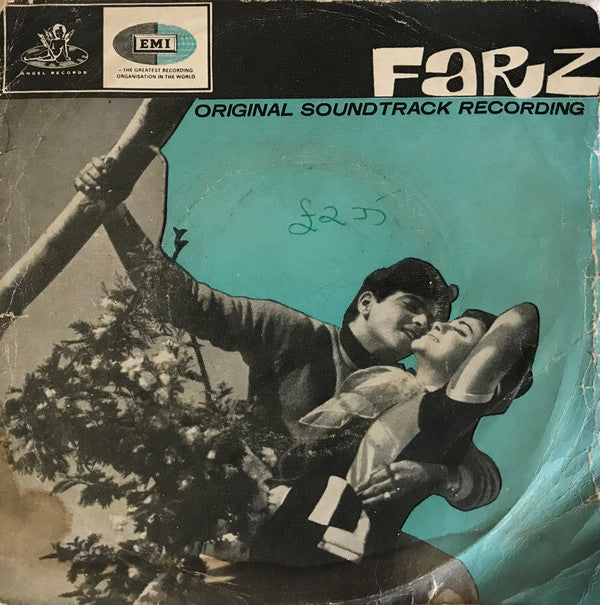 ANGEL RECORDS
EMI
– THE GREATEST RECORDING
ORGANISATION IN THE WORLD
FARZ
ORIGINAL SOUNDTRACK RECORDING